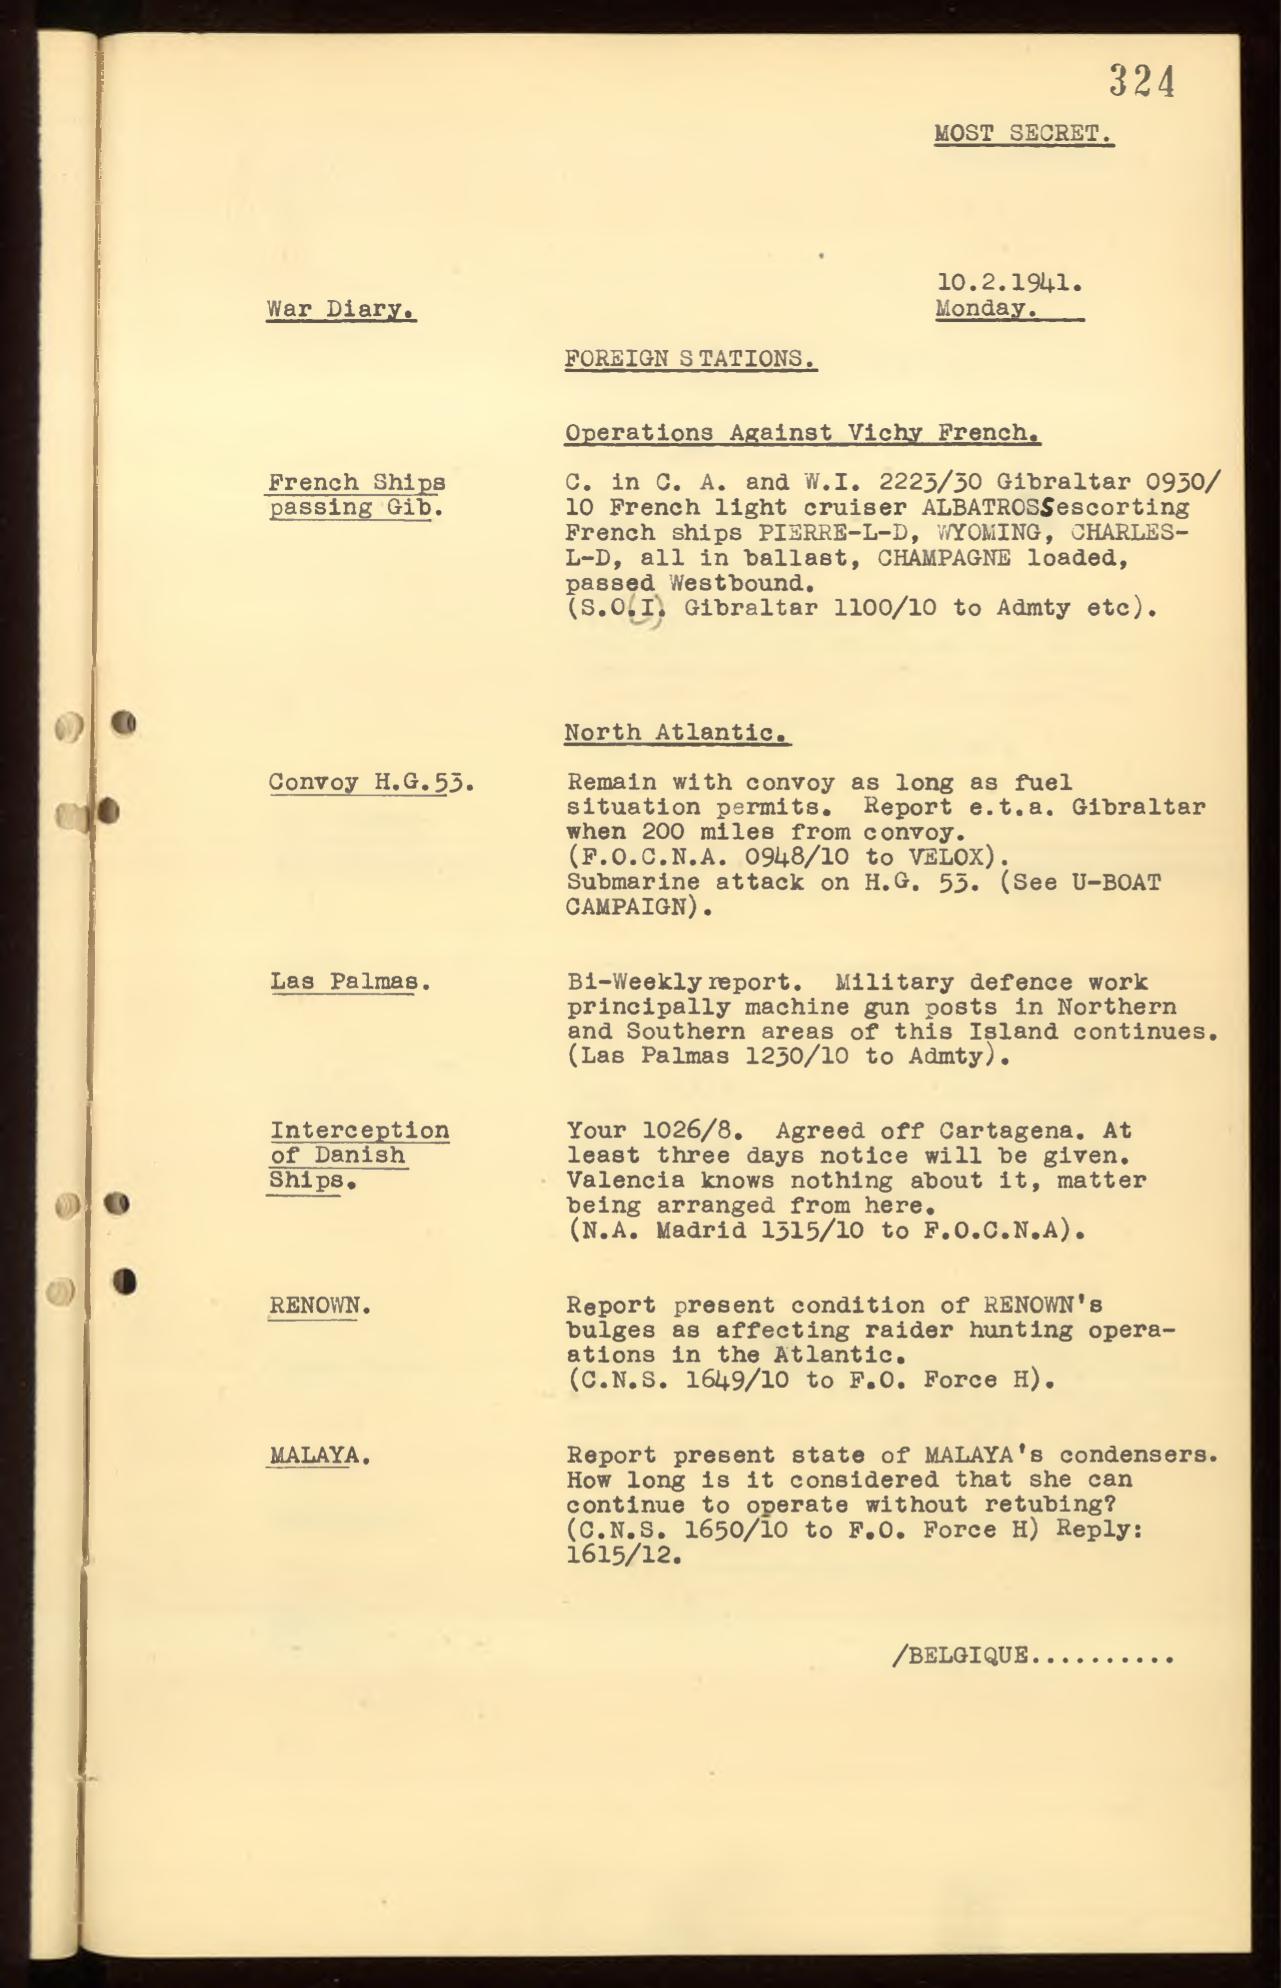 324
MOST SECRET.
10.2.1941.
War Diary.
Monday.
FOREIGN STATIONS.
Operations Against Vichy French.
French Ships
passing Gib.
C. in C. A. and W.I. 2223/30 Gibraltar 0930/
10 French light cruiser ALBATROSS escorting
French ships PIERRE-L-D, WYOMING, CHARLES-
L-D, all in ballast, CHAMPAGNE loaded,
passed Westbound.
(S.O.(I). Gibraltar 1100/10 to Admty etc).
North Atlantic.
Convoy H.G.53.
Remain with convoy as long as fuel
situation permits. Report e.t.a. Gibraltar
when 200 miles from convoy.
(F.O.C.N.A. 0948/10 to VELOX).
Submarine attack on H.G. 53. (See U-BOAT
CAMPAIGN).
Las Palmas.
Bi-Weekly report. Military defence work
principally machine gun posts in Northern
and Southern areas of this Island continues.
(Las Palmas 1230/10 to Admty).
Interception
of Danish
Ships.
Your 1026/8. Agreed off Cartagena. At
least three days notice will be given.
Valencia knows nothing about it, matter
being arranged from here.
(N.A. Madrid 1315/10 to F.O.C.N.A).
RENOWN.
Report present condition of RENOWN's
bulges as affecting raider hunting opera-
ations in the Atlantic.
(C.N.S. 1649/10 to F.O. Force H).
MALAYA.
Report present state of MALAYA's condensers.
How long is it considered that she can
continue to operate without retubing?
(C.N.S. 1650/10 to F.O. Force H) Reply:
1615/12.
/BELGIQUE..........